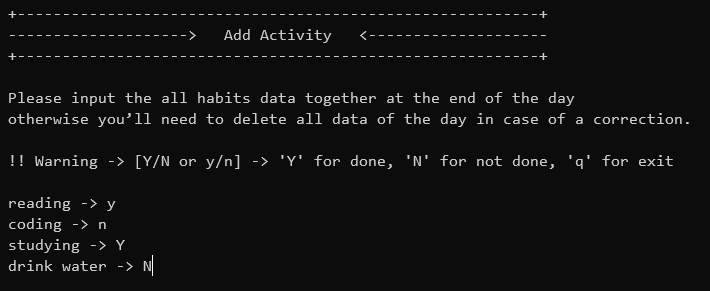 +----------------------------------------------------------+
-------------------->   Add Activity   <--------------------
+----------------------------------------------------------+
Please input the all habits data together at the end of the day
otherwise you’ll need to delete all data of the day in case of a correction.
!! Warning -> [Y/N or y/n] -> 'Y' for done, 'N' for not done, 'q' for exit
reading -> y
coding -> n
studying -> Y
drink water -> N